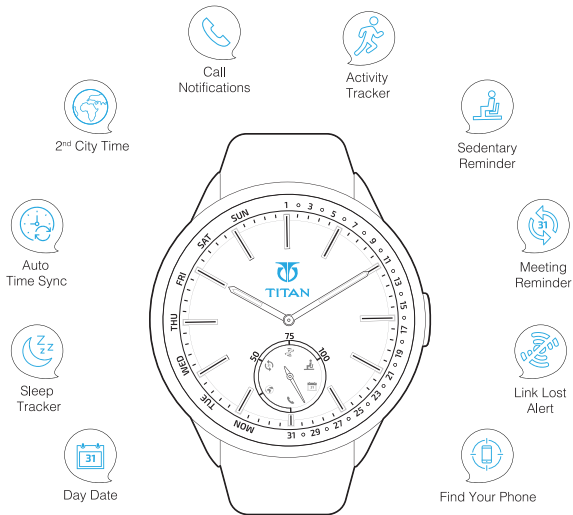 Call
Notifications
Activity
Tracker
2nd City Time
Sedentary
Reminder
Auto
Time Sync
31
Meeting
Reminder
Z Z Z
Sleep
Tracker
Link Lost
Alert
31
Day Date
Find Your Phone
SUN
SAT
FRI
THU
WED
TUE
MON
1 3 5 7 9 11 13 15 17 19 21 23 25 27 29 31
TITAN
50 75 100